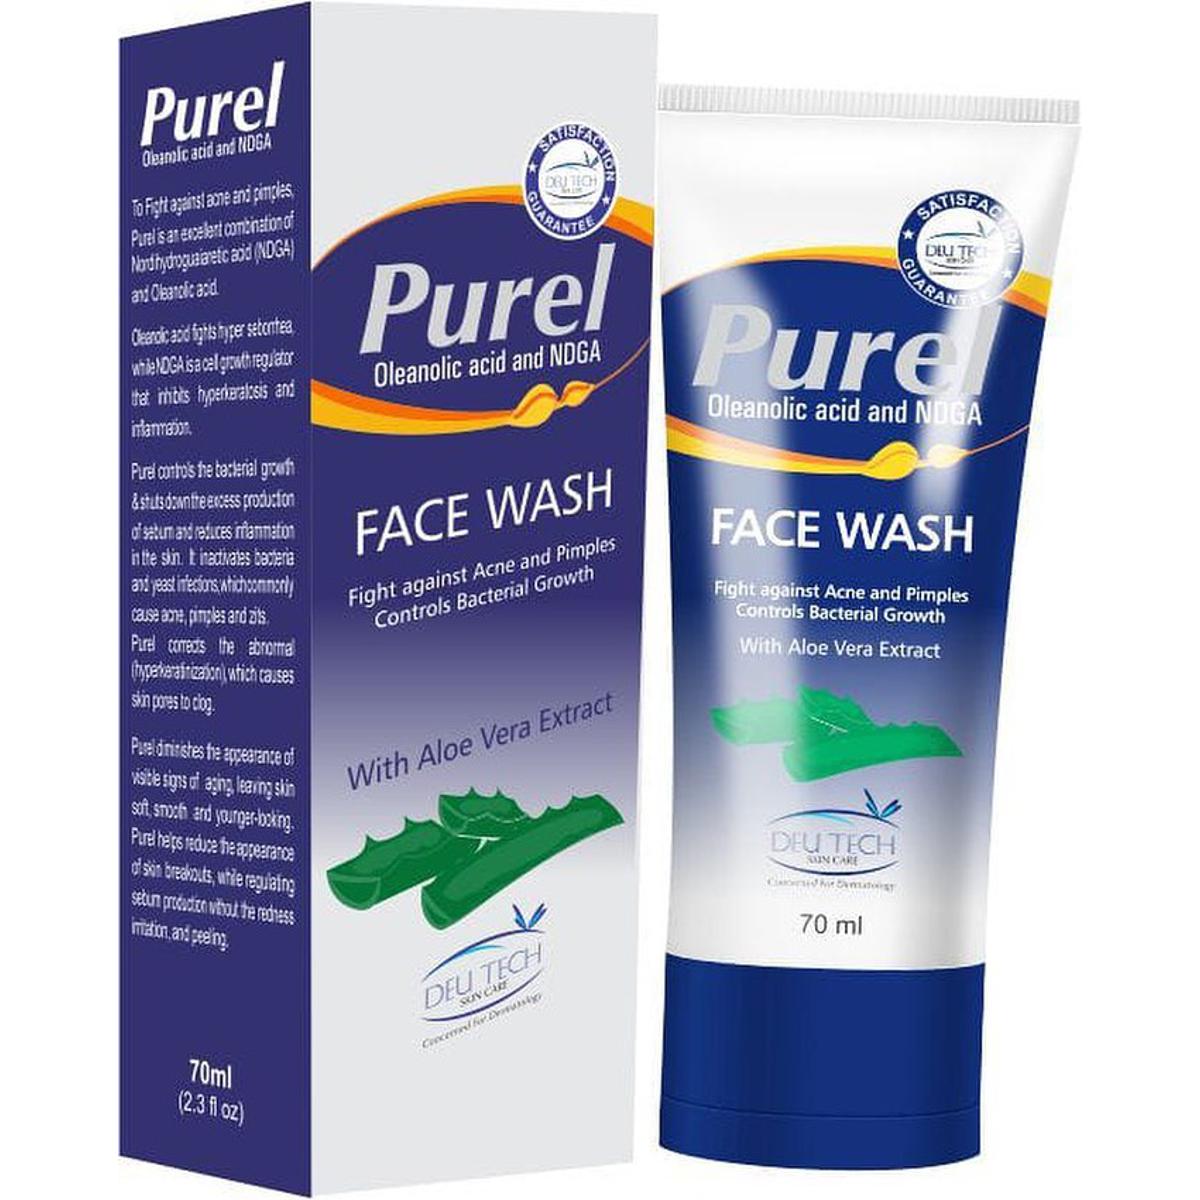 Purel
Oleanolic acid and NDGA
To Fight against acne and pimples,
Purel is an excellent combination of
Nordihydroguaiaretic acid (NDGA)
and Oleanolic acid.
Oleanolic acid fights hyper seborrhea,
while NDGA is a cell growth regulator
that inhibits hyperkeratosis and
inflammation.
Purel controls the bacterial growth
& shuts down the excess production
of sebum and reduces inflammation
in the skin. It inactivates bacteria
and yeast infections, which commonly
cause acne, pimples and zits.
Purel corrects the abnormal
(hyperkeratinization), which causes
skin pores to clog.
Purel diminishes the appearance of
visible signs of aging, leaving skin
soft, smooth and younger-looking.
Purel helps reduce the appearance
of skin breakouts, while regulating
sebum production without the redness
irritation, and peeling.
70ml
(2.3 fl oz)
SATISFACTION
DEU TECH
SKIN CARE
GUARANTEE
Purel
Oleanolic acid and NDGA
FACE WASH
Fight against Acne and Pimples
Controls Bacterial Growth
With Aloe Vera Extract
DEU TECH
SKIN CARE
Concerned for Dermatology
SATISFACTION
DEU TECH
SKIN CARE
GUARANTEE
Purel
Oleanolic acid and NDGA
FACE WASH
Fight against Acne and Pimples
Controls Bacterial Growth
With Aloe Vera Extract
DEU TECH
SKIN CARE
Concerned for Dermatology
70 ml